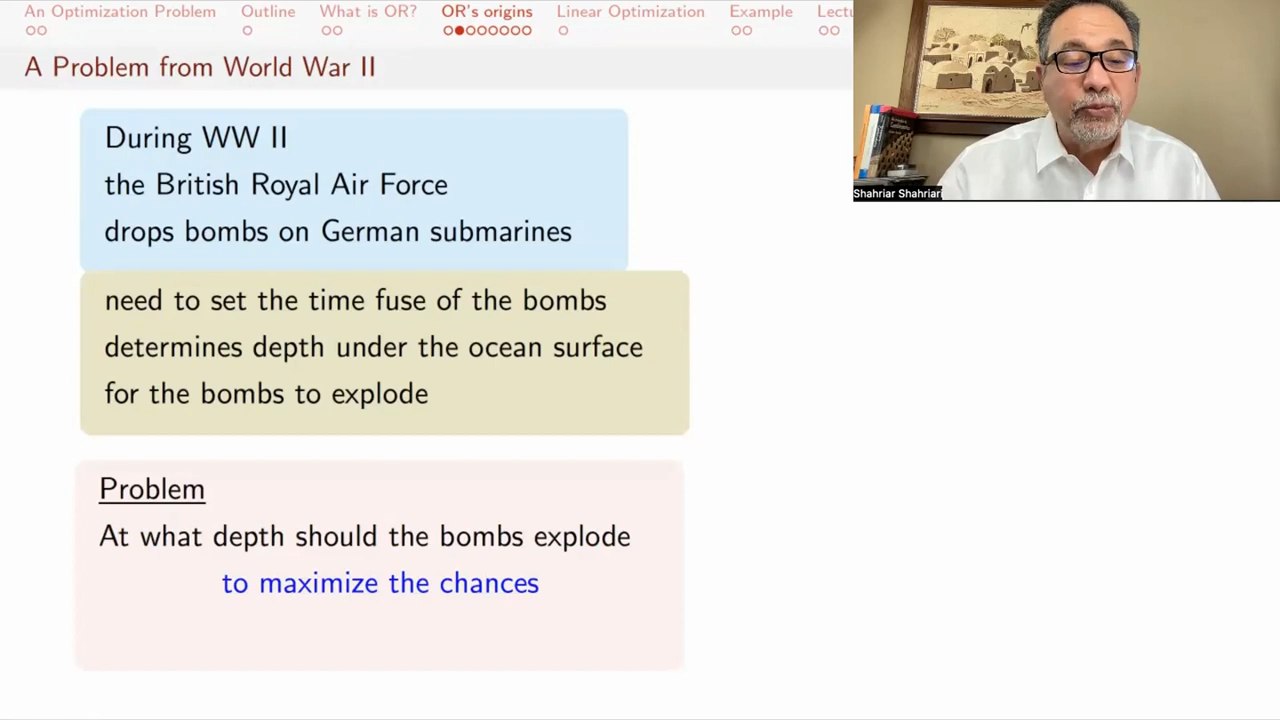 An Optimization Problem Outline What is OR? OR's origins Linear Optimization Example Lectu
A Problem from World War II
During WW II
the British Royal Air Force
drops bombs on German submarines
need to set the time fuse of the bombs
determines depth under the ocean surface
for the bombs to explode
Problem
At what depth should the bombs explode
to maximize the chances
Shahriar Shahriari